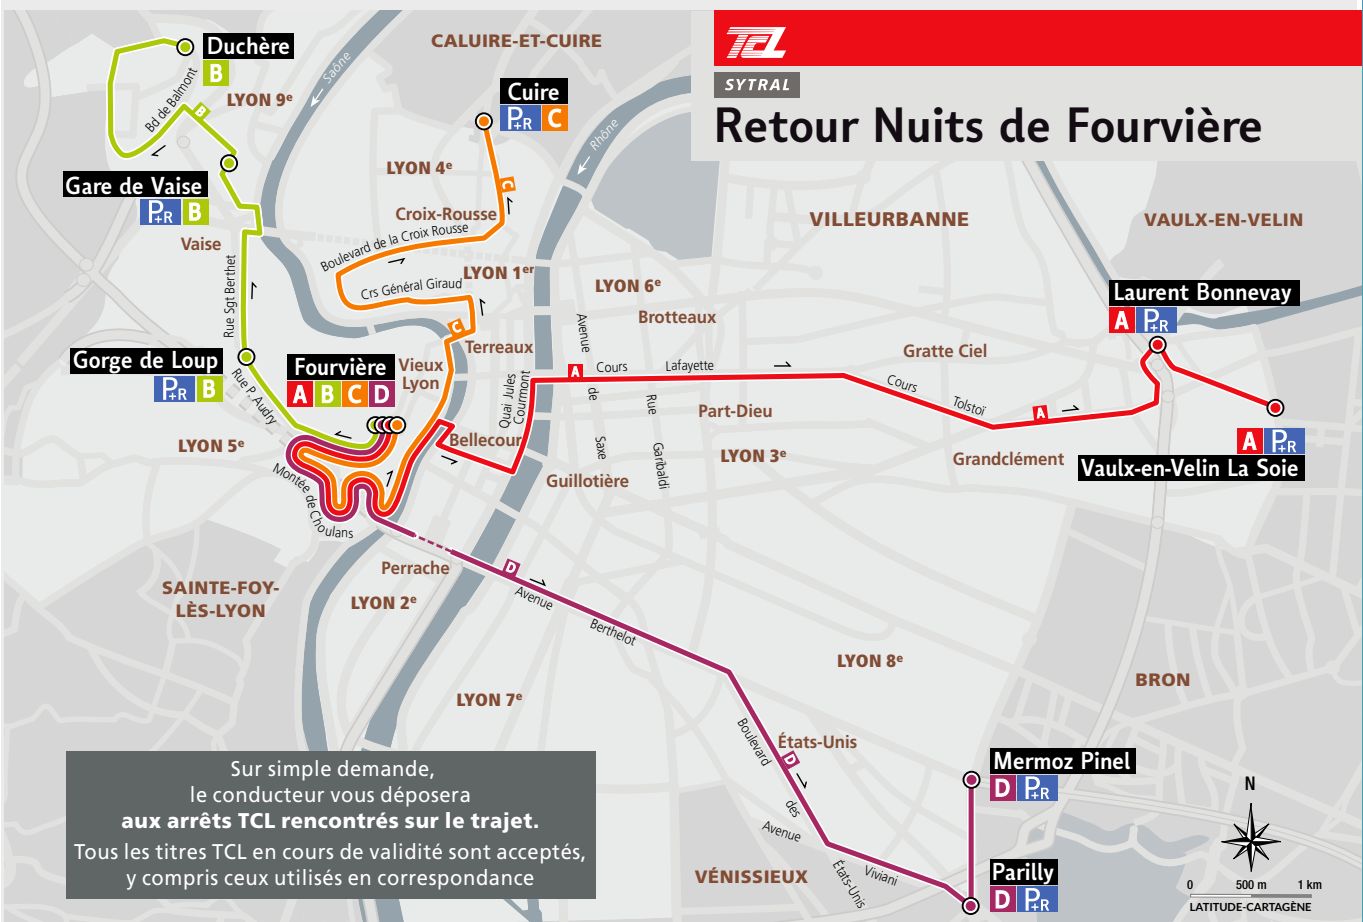 TCL
SYTRAL
Retour Nuits de Fourvière
Duchère
B
Bd de Balmont
B
LYON 9e
Saône
CALUIRE-ET-CUIRE
Cuire
P+R C
Rhône
LYON 4e
C
Gare de Vaise
P+R B
Croix-Rousse
Boulevard de la Croix Rousse
Vaise
VILLEURBANNE
VAULX-EN-VELIN
Rue Sgt Berthet
LYON 1er
Crs Général Giraud
C
LYON 6e
Brotteaux
Laurent Bonnevay
A P+R
Terreaux
Gorge de Loup
P+R B
Rue P. Audry
Fourvière
A B C D
Vieux
Lyon
Quai Jules
Courmont
A
Avenue
de
Saxe
Cours
Lafayette
Rue
Garibaldi
Gratte Ciel
Cours
Tolstoï
A
Part-Dieu
Bellecour
LYON 5e
LYON 3e
Grandclément
A P+R
Vaulx-en-Velin La Soie
Guillotière
Montée de Choulans
Perrache
D
Avenue
Berthelot
SAINTE-FOY-
LÈS-LYON
LYON 2e
LYON 8e
BRON
LYON 7e
Boulevard
des
États-Unis
États-Unis
D
Mermoz Pinel
D P+R
Avenue
Viviani
Parilly
D P+R
VÉNISSIEUX
Sur simple demande,
le conducteur vous déposera
aux arrêts TCL rencontrés sur le trajet.
Tous les titres TCL en cours de validité sont acceptés,
y compris ceux utilisés en correspondance
N
0 500 m 1 km
LATITUDE-CARTAGÈNE